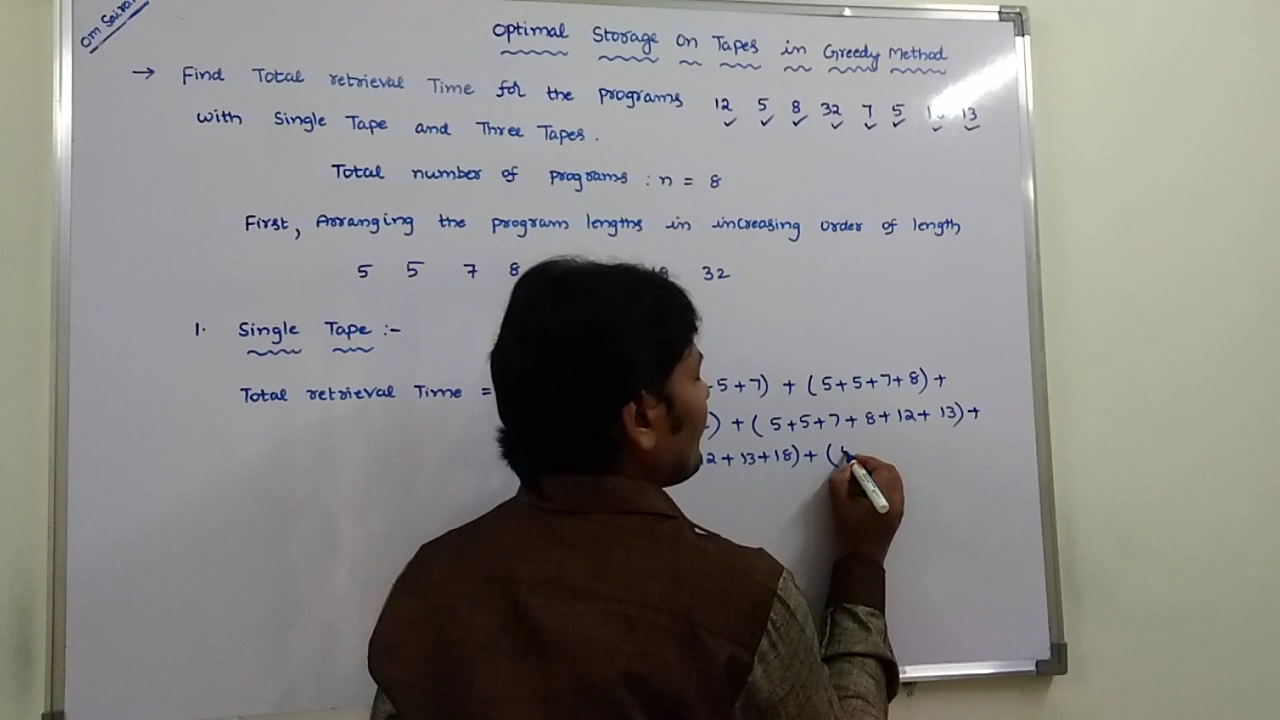 Om Sairam
Optimal Storage on Tapes in Greedy Method
→ Find Total retrieval Time for the programs 12 5 8 32 7 5 1 13
with Single Tape and Three Tapes.
Total number of programs : n = 8
First, Arranging the program lengths in increasing order of length
5 5 7 8 18 32
1. Single Tape :-
Total retrieval Time = 5+7) + (5+5+7+8) +
) + (5+5+7+8+12+13)+
12+13+18)+(